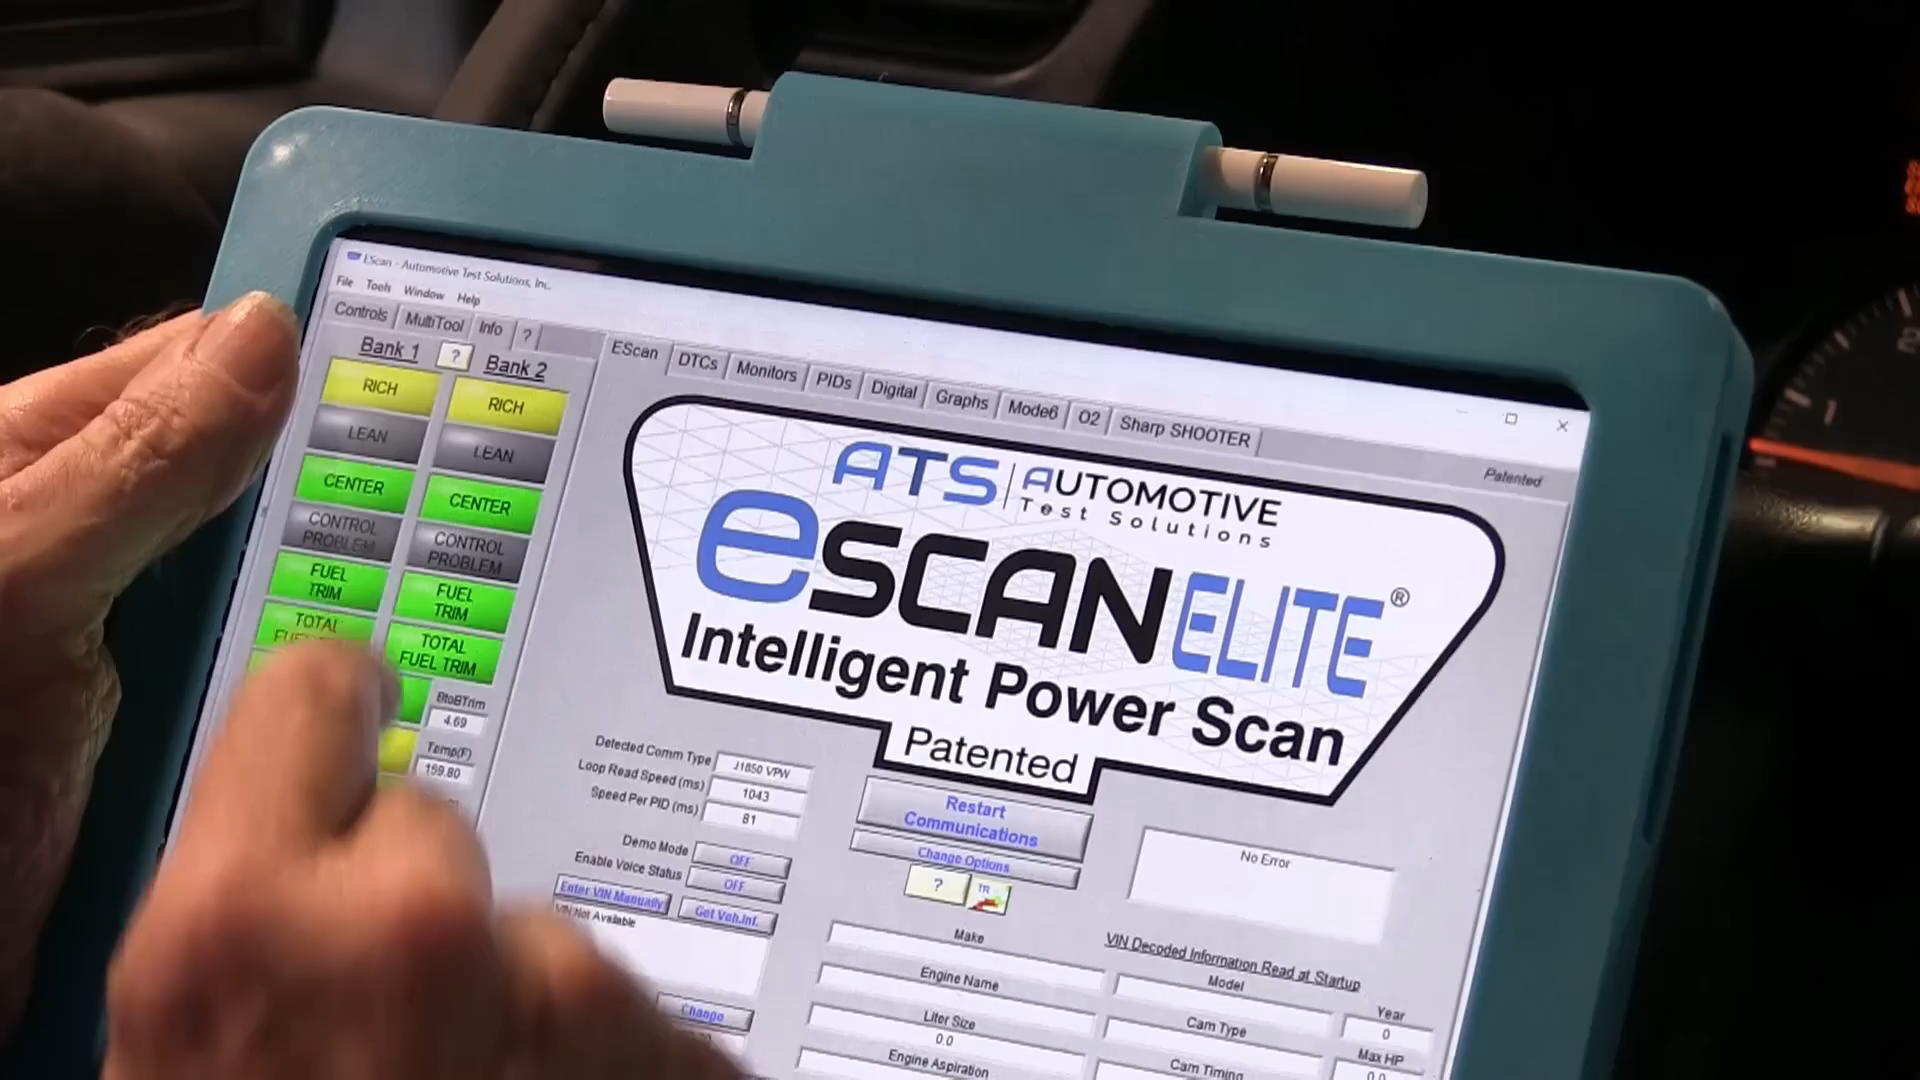 EScan - Automotive Test Solutions, Inc.
File Tools Window Help
Controls MultiTool Info ?
Bank 1 ? Bank 2
RICH RICH
LEAN LEAN
CENTER CENTER
CONTROL PROBLEM
CONTROL PROBLEM
FUEL TRIM
FUEL TRIM
TOTAL
TOTAL FUEL TRIM
BtoBTrim
4.69
Temp(F)
159.80
EScan DTCs Monitors PIDs Digital Graphs Mode6 O2 Sharp SHOOTER
Patented
ATS AUTOMOTIVE
Test Solutions
eSCANELITE®
Intelligent Power Scan
Patented
Detected Comm Type J1850 VPW
Loop Read Speed (ms) 1043
Speed Per PID (ms) 81
Demo Mode OFF
Enable Voice Status OFF
Enter VIN Manually Get Veh.Inf.
VIN Not Available
Change
Restart
Communications
Change Options
? TR
No Error
VIN Decoded Information Read at Startup
Make
Model
Engine Name
Year
0
Liter Size
0.0
Cam Type
Max HP
0.0
Engine Aspiration
Cam Timing
1
2